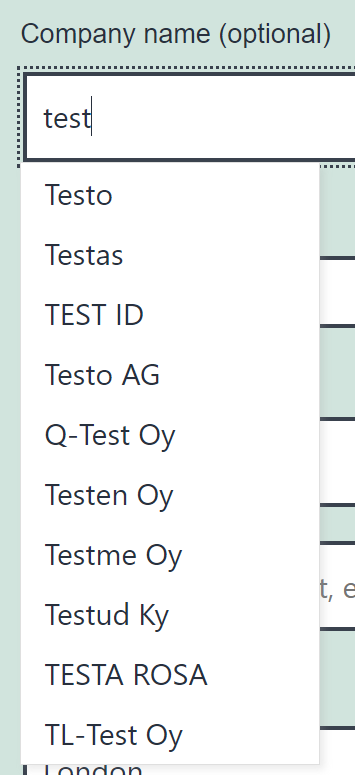 Company name (optional)
test
Testo
Testas
TEST ID
Testo AG
Q-Test Oy
Testen Oy
Testme Oy
t, e
Testud Ky
TESTA ROSA
TL-Test Oy
London